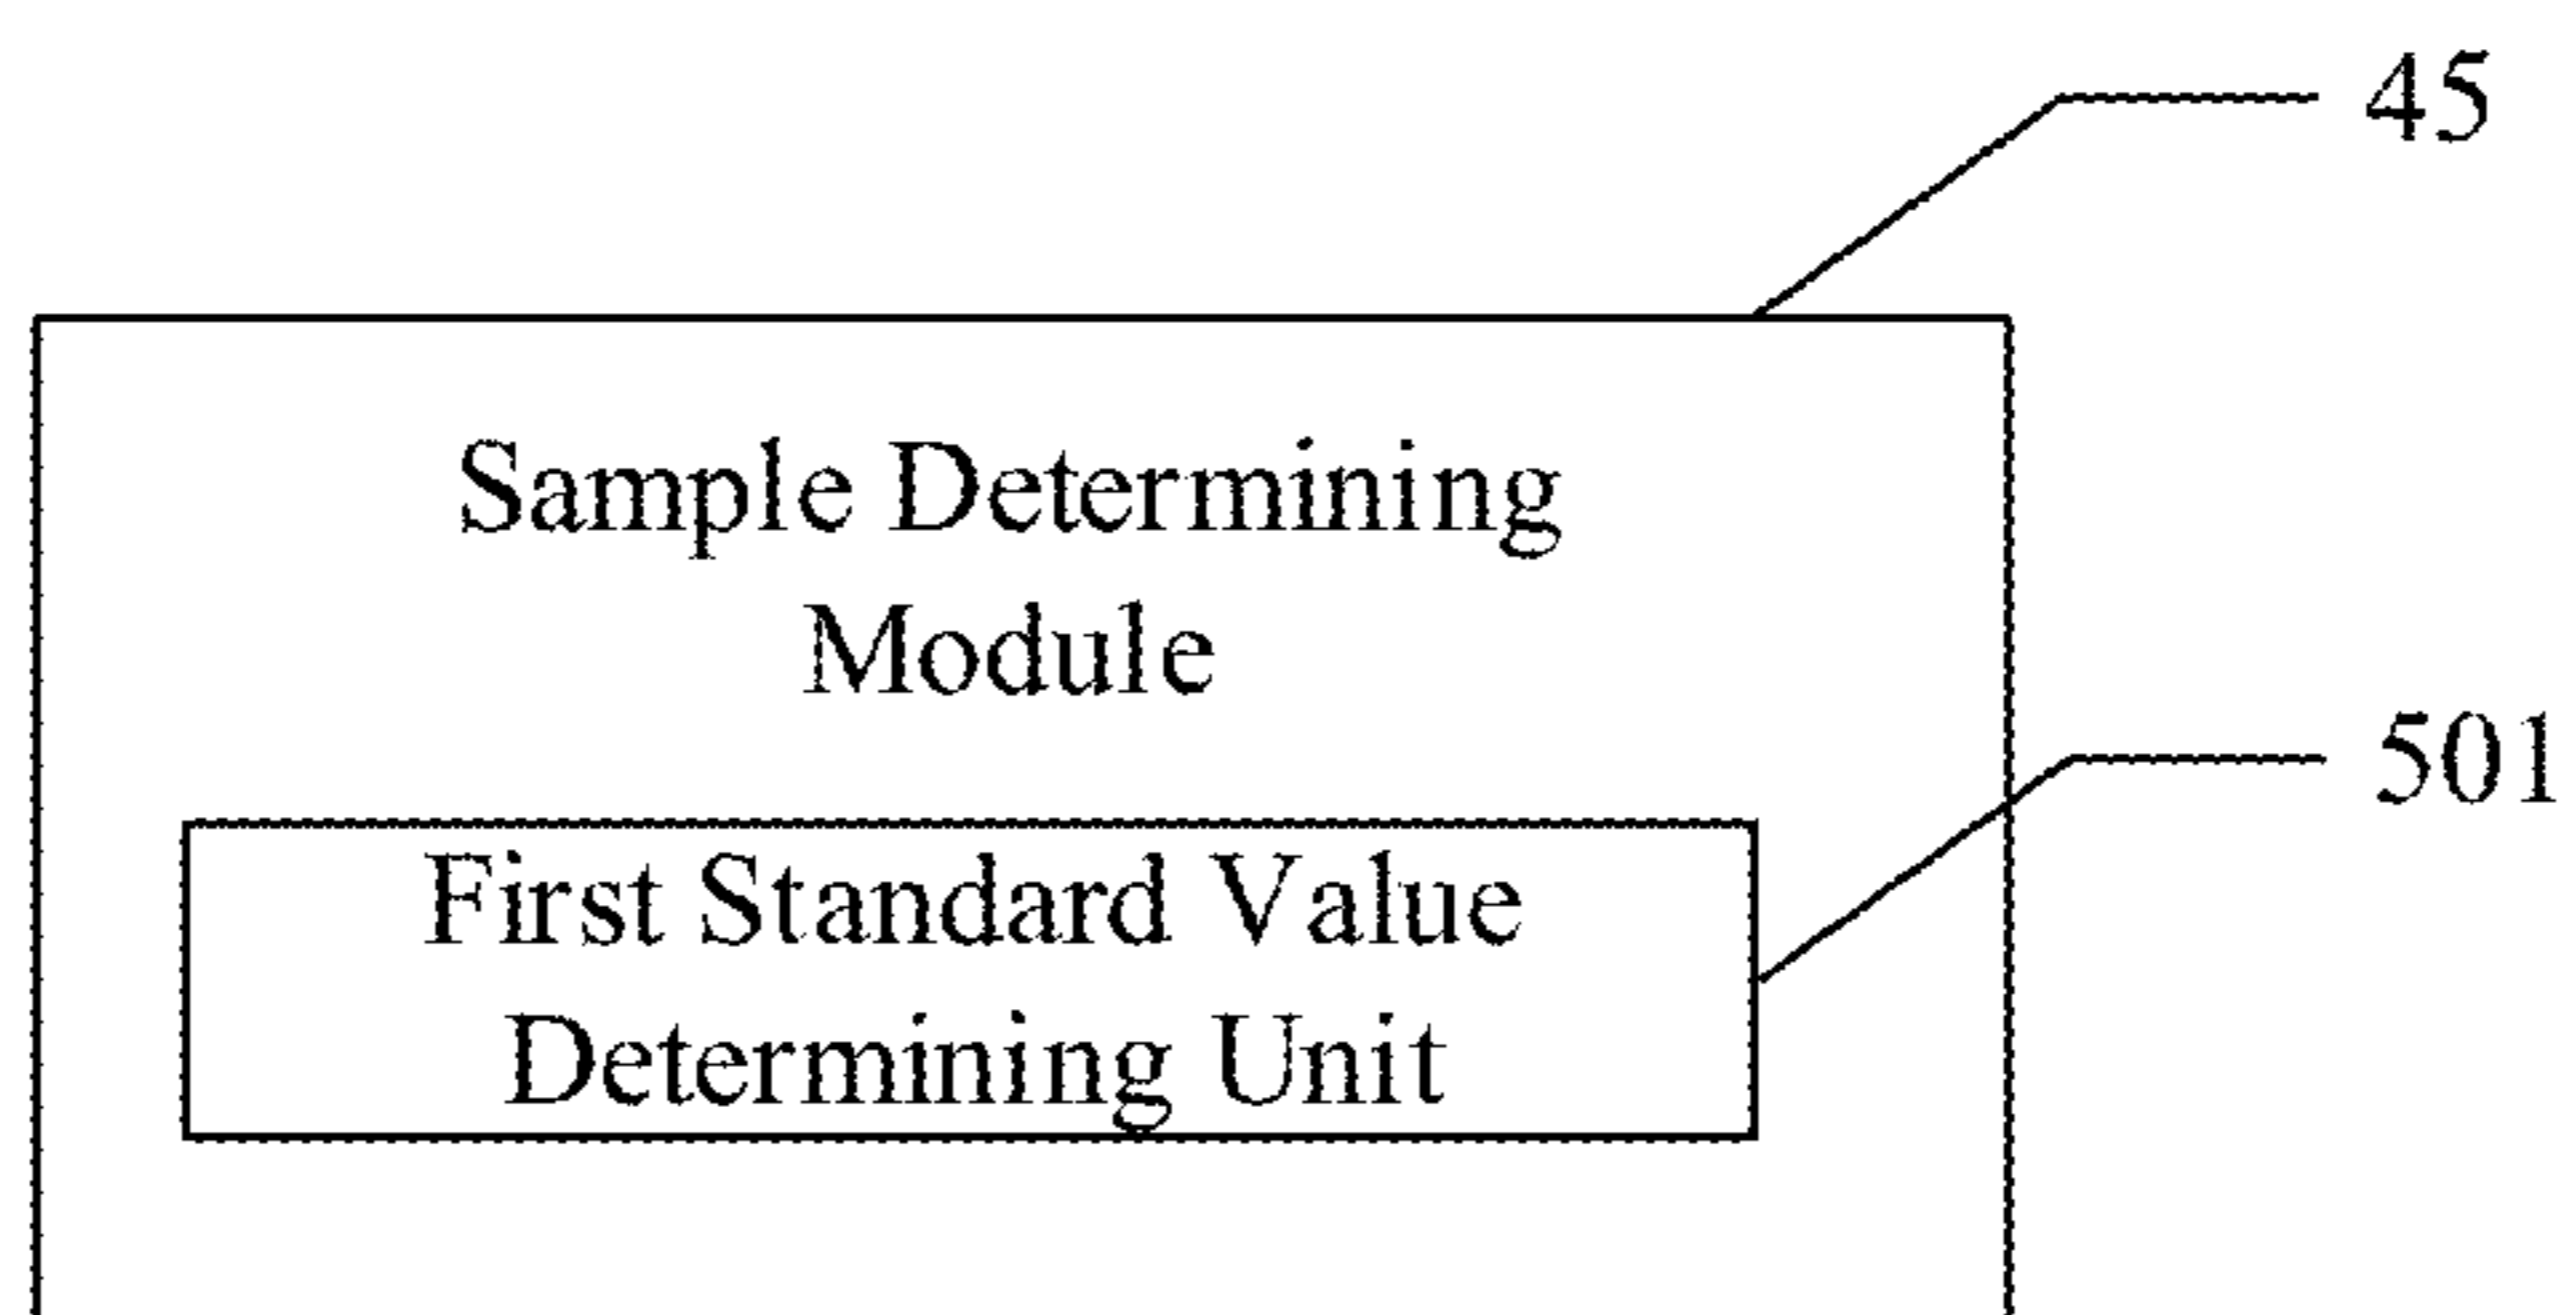 45
Sample Determining
Module
501
First Standard Value
Determining Unit